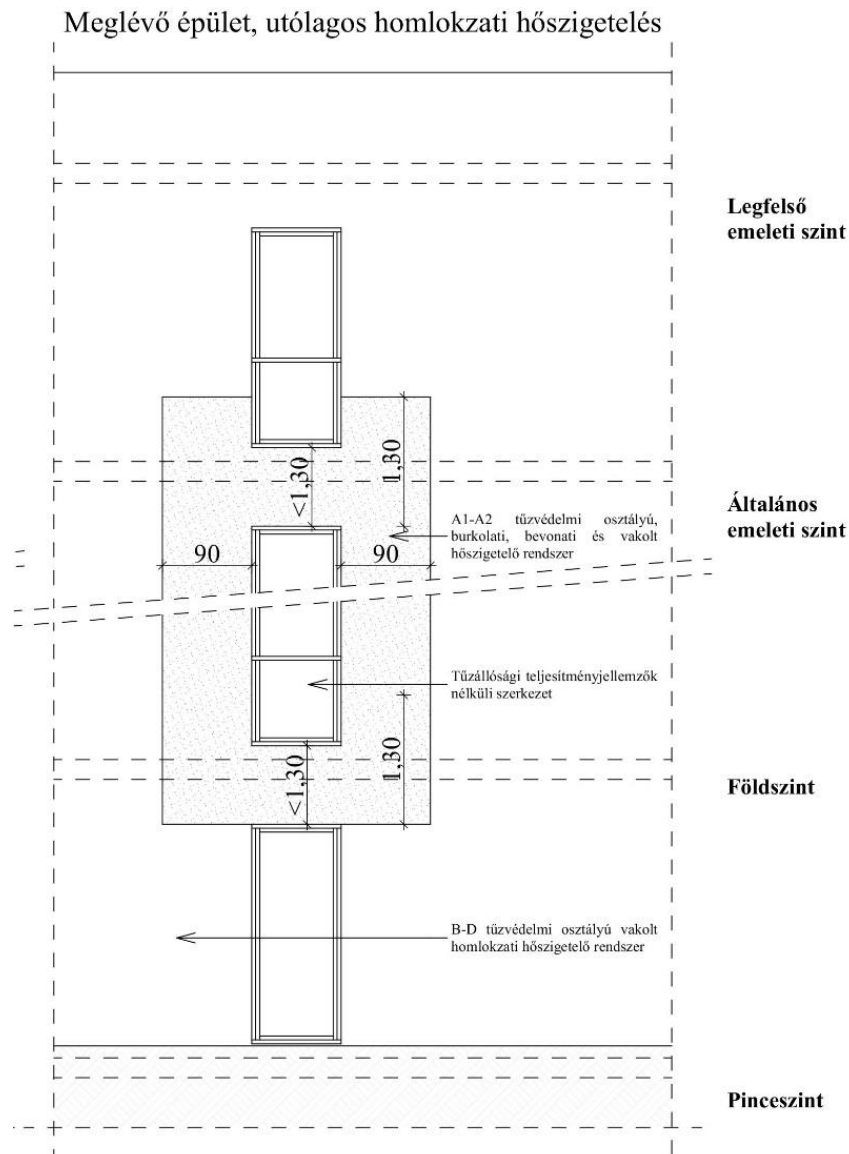 Meglévő épület, utólagos homlokzati hőszigetelés
Legfelső
emeleti szint
<1,30
1,30
Általános
emeleti szint
A1-A2 tűzvédelmi osztályú,
burkolati, bevonati és vakolt
hőszigetelő rendszer
90
90
Tűzállósági teljesítményjellemzők
nélküli szerkezet
<1,30
1,30
Földszint
B-D tűzvédelmi osztályú vakolt
homlokzati hőszigetelő rendszer
Pinceszint